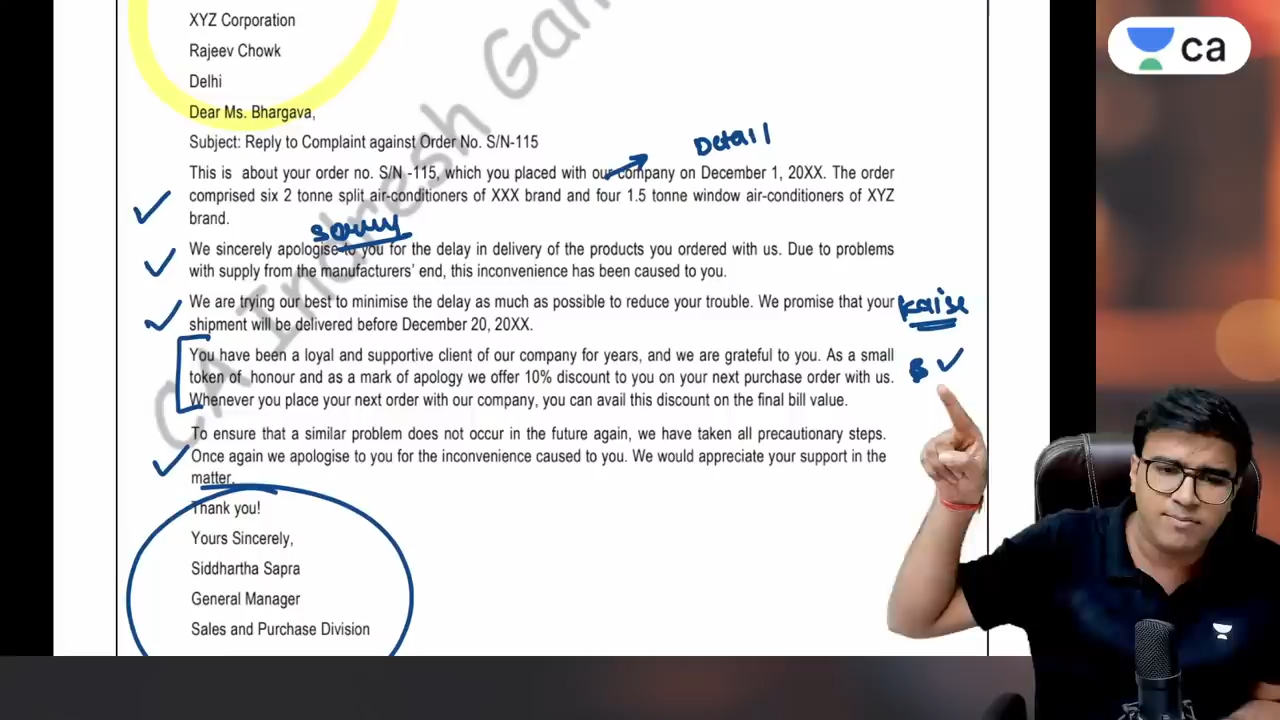 XYZ Corporation
Rajeev Chowk
Delhi
Dear Ms. Bhargava,
Subject: Reply to Complaint against Order No. S/N-115
Detail
This is about your order no. S/N -115, which you placed with our company on December 1, 20XX. The order
comprised six 2 tonne split air-conditioners of XXX brand and four 1.5 tonne window air-conditioners of XYZ
brand.
Sorry
We sincerely apologise to you for the delay in delivery of the products you ordered with us. Due to problems
with supply from the manufacturers' end, this inconvenience has been caused to you.
We are trying our best to minimise the delay as much as possible to reduce your trouble. We promise that your
Kaise
shipment will be delivered before December 20, 20XX.
You have been a loyal and supportive client of our company for years, and we are grateful to you. As a small
token of honour and as a mark of apology we offer 10% discount to you on your next purchase order with us.
$
Whenever you place your next order with our company, you can avail this discount on the final bill value.
To ensure that a similar problem does not occur in the future again, we have taken all precautionary steps.
Once again we apologise to you for the inconvenience caused to you. We would appreciate your support in the
matter.
Thank you!
Yours Sincerely,
Siddhartha Sapra
General Manager
Sales and Purchase Division
CA Indresh Gan
ca